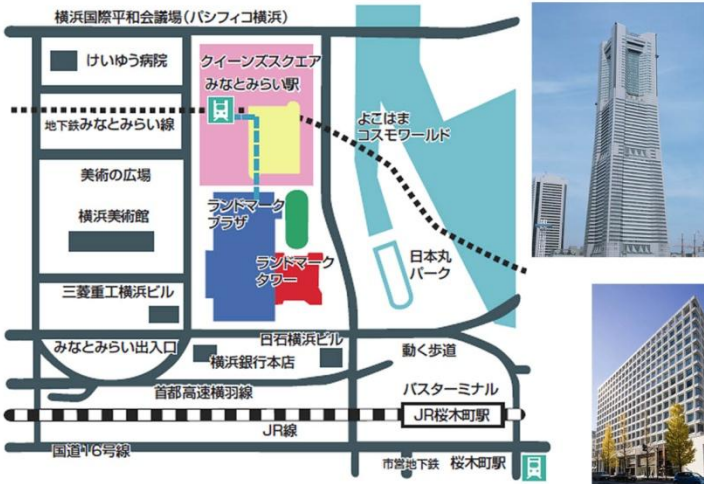 横浜国際平和会議場(パシフィコ横浜)
けいゆう病院
クイーンズスクエア
みなとみらい駅
地下鉄みなとみらい線
よこはま
コスモワールド
美術の広場
横浜美術館
ランドマーク
プラザ
ランドマーク
タワー
日本丸
パーク
三菱重工横浜ビル
みなとみらい出入口
日石横浜ビル
横浜銀行本店
動く歩道
首都高速横羽線
バスターミナル
JR桜木町駅
JR線
国道16号線
市営地下鉄 桜木町駅